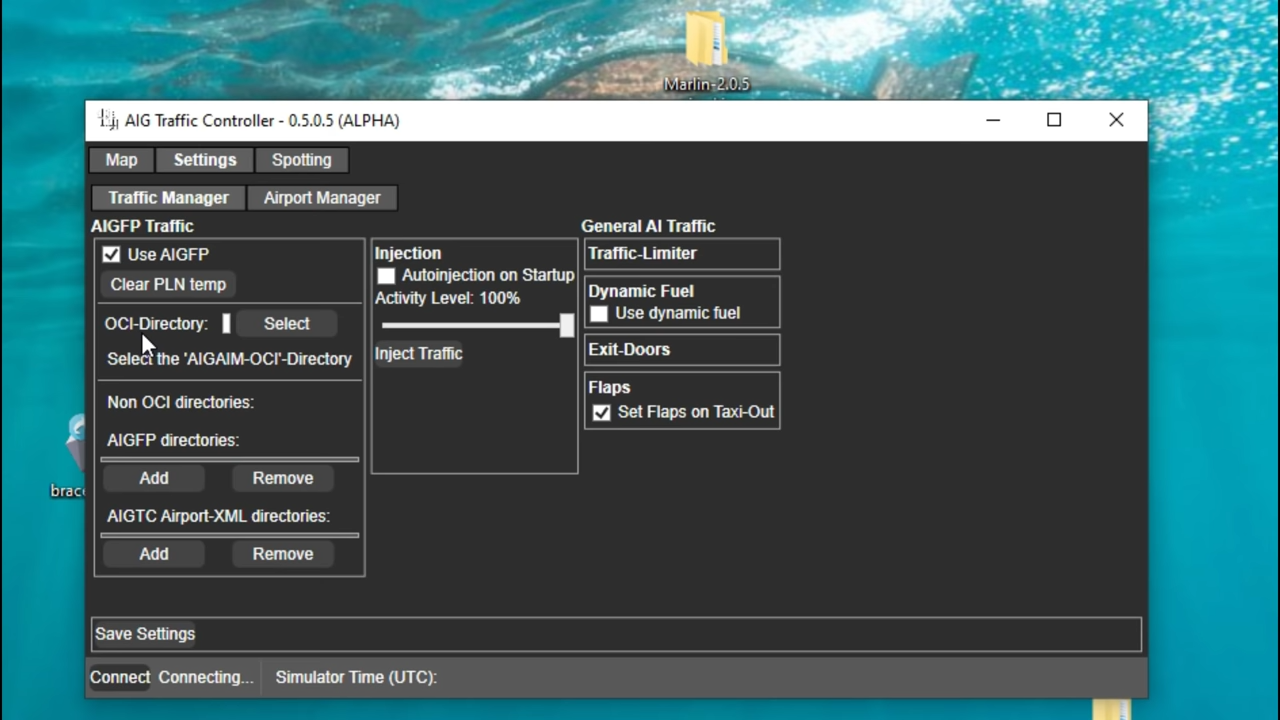 Marlin-2.0.5
AIG Traffic Controller - 0.5.0.5 (ALPHA)
Map Settings Spotting
Traffic Manager Airport Manager
AIGFP Traffic
Use AIGFP
Clear PLN temp
OCI-Directory: Select
Select the 'AIGAIM-OCI'-Directory
Non OCI directories:
AIGFP directories:
Add Remove
AIGTC Airport-XML directories:
Add Remove
Injection
Autoinjection on Startup
Activity Level: 100%
Inject Traffic
General AI Traffic
Traffic-Limiter
Dynamic Fuel
Use dynamic fuel
Exit-Doors
Flaps
Set Flaps on Taxi-Out
brace
Save Settings
Connect Connecting... Simulator Time (UTC):